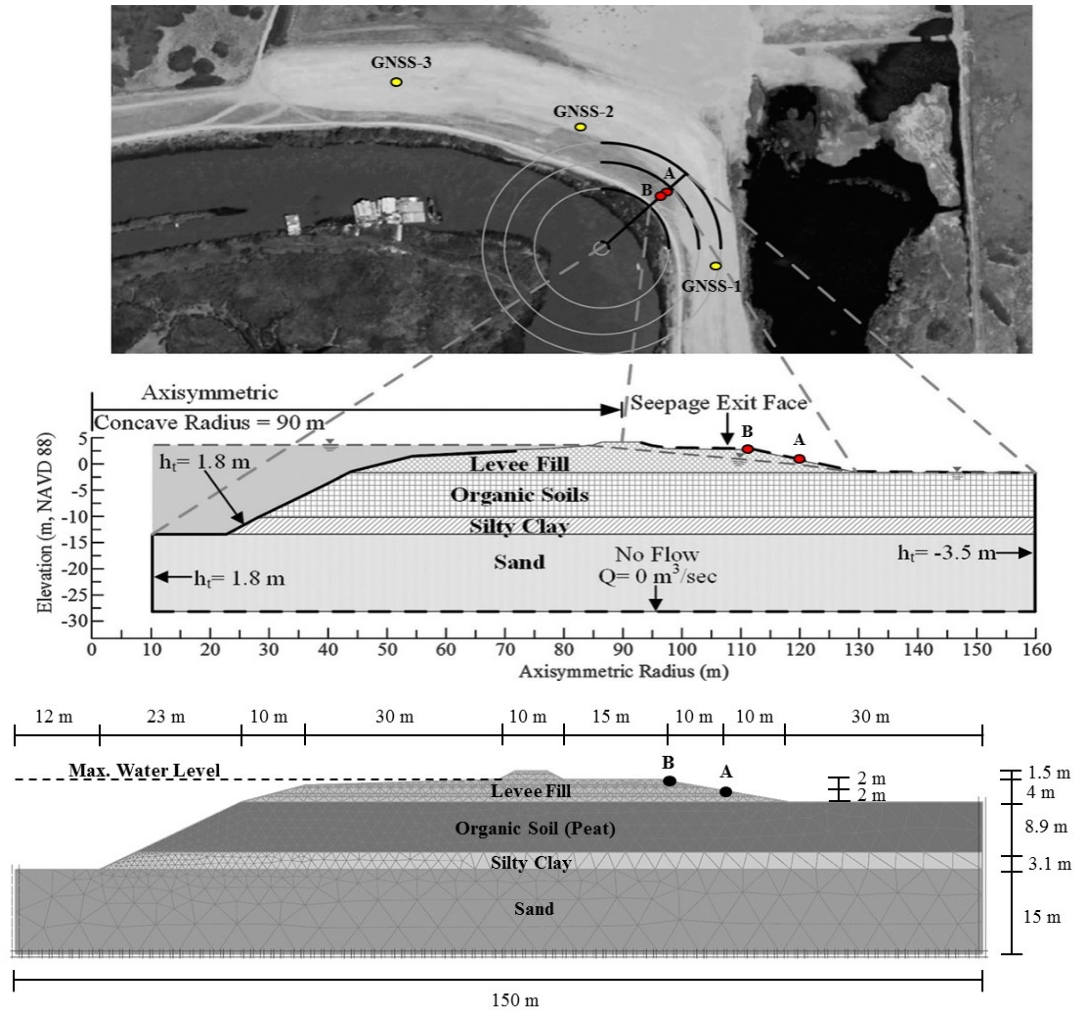 GNSS-3
GNSS-2
A
B
GNSS-1
Axisymmetric
Concave Radius = 90 m
Seepage Exit Face
B
A
hₜ= 1.8 m
Levee Fill
Organic Soils
Silty Clay
Sand
No Flow
Q= 0 m³/sec
hₜ= -3.5 m
hₜ= 1.8 m
Elevation (m, NAVD 88)
5
0
-5
-10
-15
-20
-25
-30
0 10 20 30 40 50 60 70 80 90 100 110 120 130 140 150 160
Axisymmetric Radius (m)
12 m 23 m 10 m 30 m 10 m 15 m 10 m 10 m 30 m
Max. Water Level
B
A
2 m
2 m
1.5 m
4 m
Levee Fill
Organic Soil (Peat)
8.9 m
Silty Clay
3.1 m
Sand
15 m
150 m